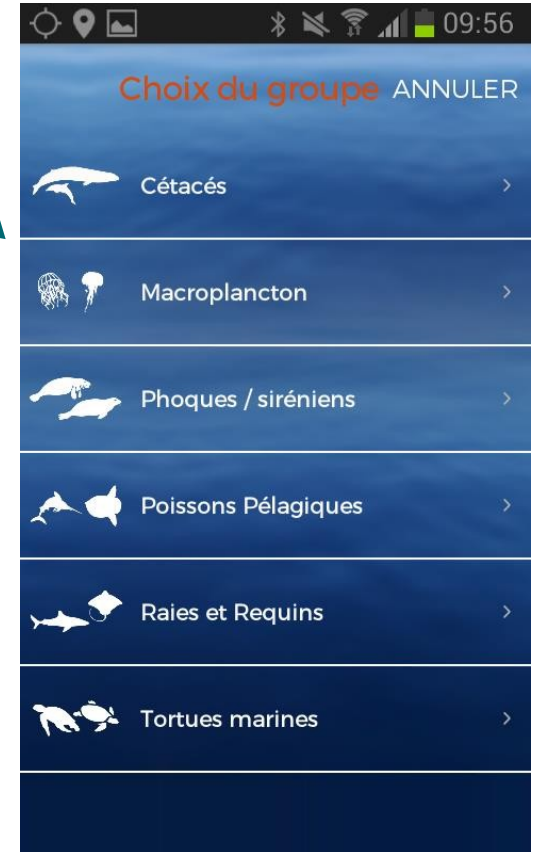 09:56
Choix du groupe ANNULER
Cétacés
Macroplancton
Phoques / siréniens
Poissons Pélagiques
Raies et Requins
Tortues marines